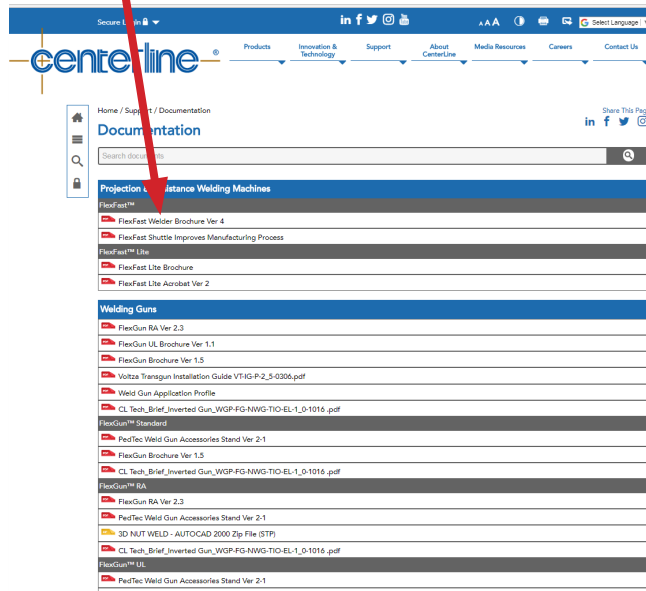 Secure Login
A A A
Select Language
centerline®
Products
Innovation & Technology
Support
About CenterLine
Media Resources
Careers
Contact Us
Home / Support / Documentation
Share This Pag
Documentation
Search documents
Projection & Resistance Welding Machines
FlexFast™
FlexFast Welder Brochure Ver 4
FlexFast Shuttle Improves Manufacturing Process
FlexFast™ Lite
FlexFast Lite Brochure
FlexFast Lite Acrobat Ver 2
Welding Guns
FlexGun RA Ver 2.3
FlexGun UL Brochure Ver 1.1
FlexGun Brochure Ver 1.5
Voltza Transgun Installation Guide VT-IG-P-2_5-0306.pdf
Weld Gun Application Profile
CL Tech_Brief_Inverted Gun_WGP-FG-NWG-TIO-EL-1_0-1016 .pdf
FlexGun™ Standard
PedTec Weld Gun Accessories Stand Ver 2-1
FlexGun Brochure Ver 1.5
CL Tech_Brief_Inverted Gun_WGP-FG-NWG-TIO-EL-1_0-1016 .pdf
FlexGun™ RA
FlexGun RA Ver 2.3
PedTec Weld Gun Accessories Stand Ver 2-1
3D NUT WELD - AUTOCAD 2000 Zip File (STP)
CL Tech_Brief_Inverted Gun_WGP-FG-NWG-TIO-EL-1_0-1016 .pdf
FlexGun™ UL
PedTec Weld Gun Accessories Stand Ver 2-1